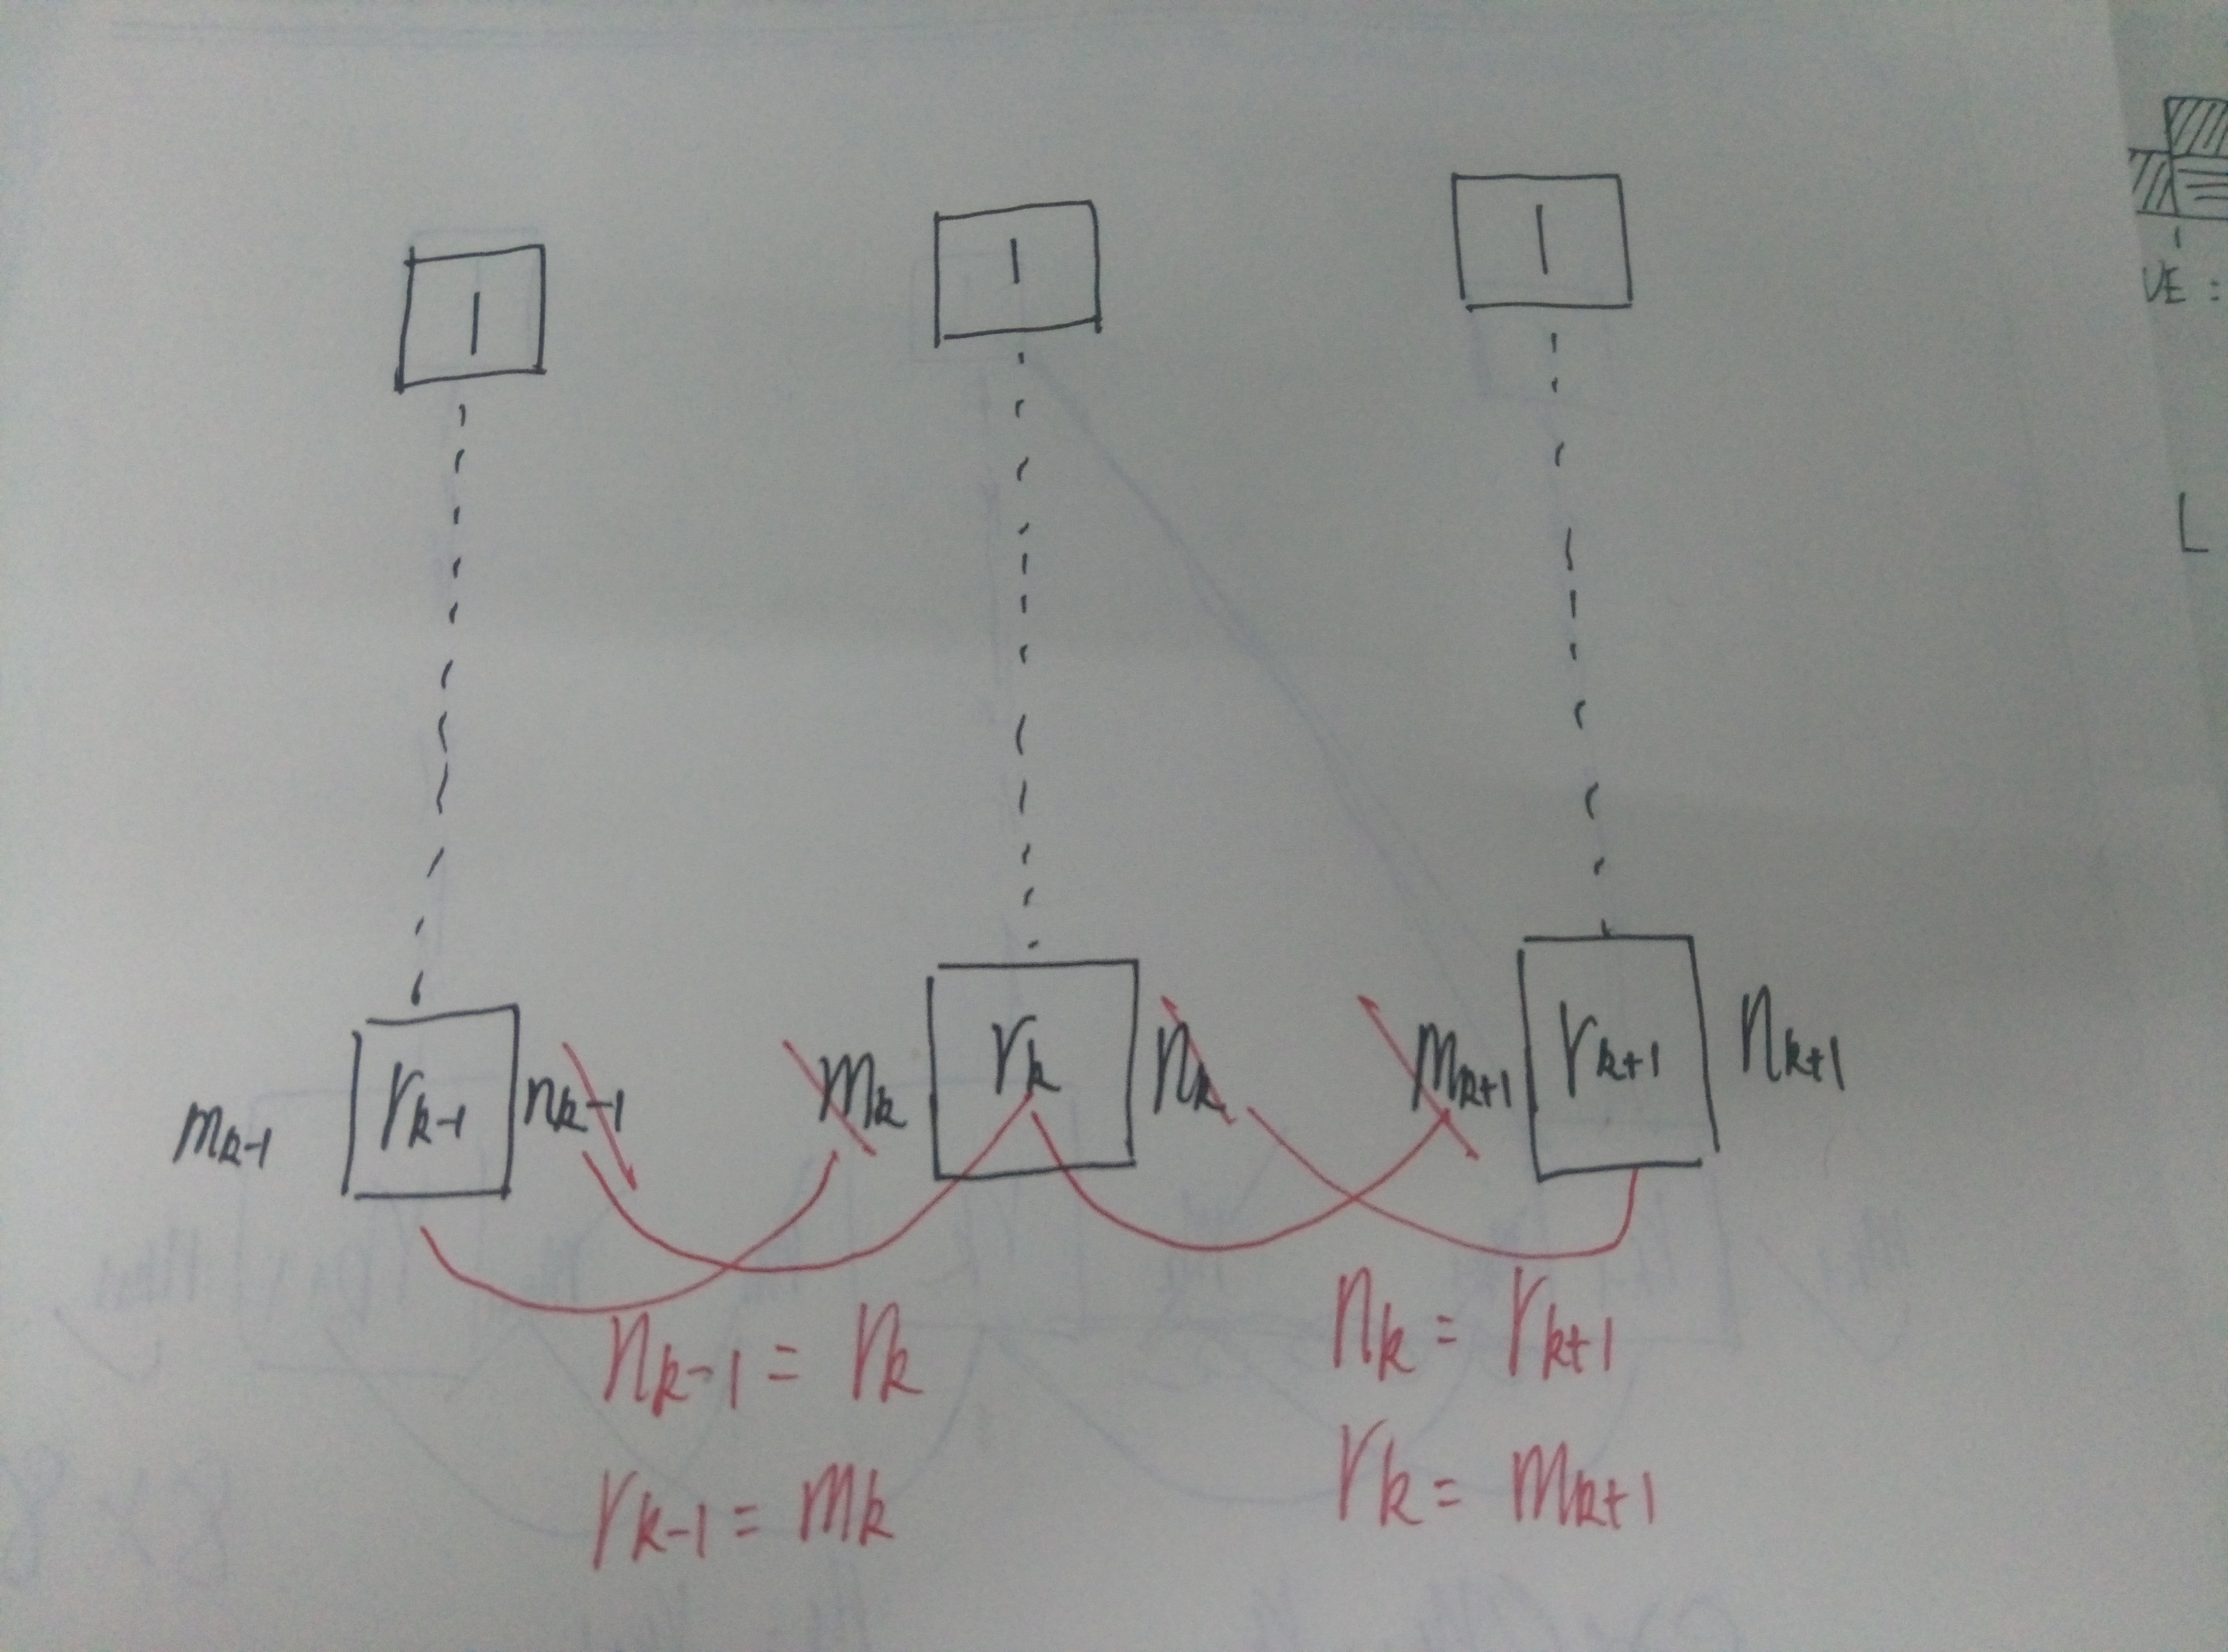 1 1 1
VE :
L
m_{k-1} r_{k-1} n_{k-1} m_k r_k n_k m_{k+1} r_{k+1} n_{k+1}
n_{k-1} = r_k
r_{k-1} = m_k
n_k = r_{k+1}
r_k = m_{k+1}